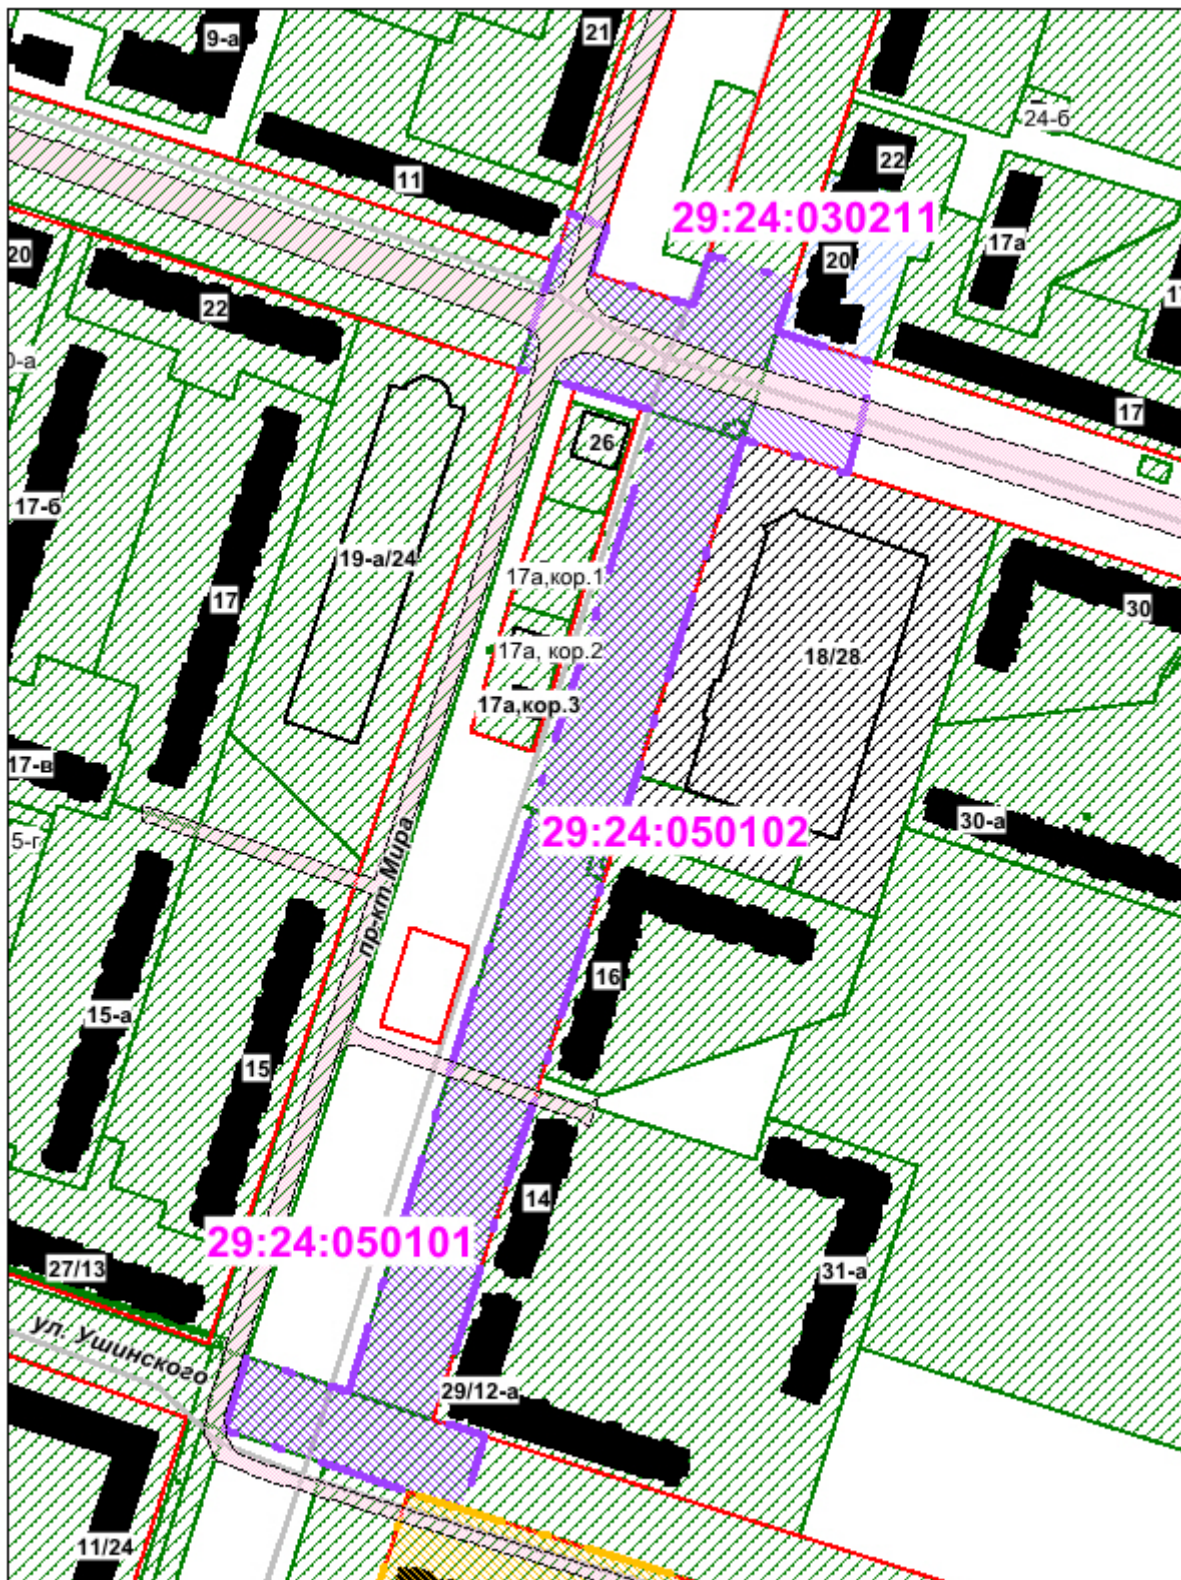 9-а
21
24-б
22
11
29:24:030211
17а
20
20
22
17
26
17-б
19-а/24
17а,кор.1
17
30
17а, кор.2
18/28
17а,кор.3
17-в
30-а
29:24:050102
5-г
пр-кт Мира
16
15-а
15
14
29:24:050101
27/13
31-а
ул. Ушинского
29/12-а
11/24